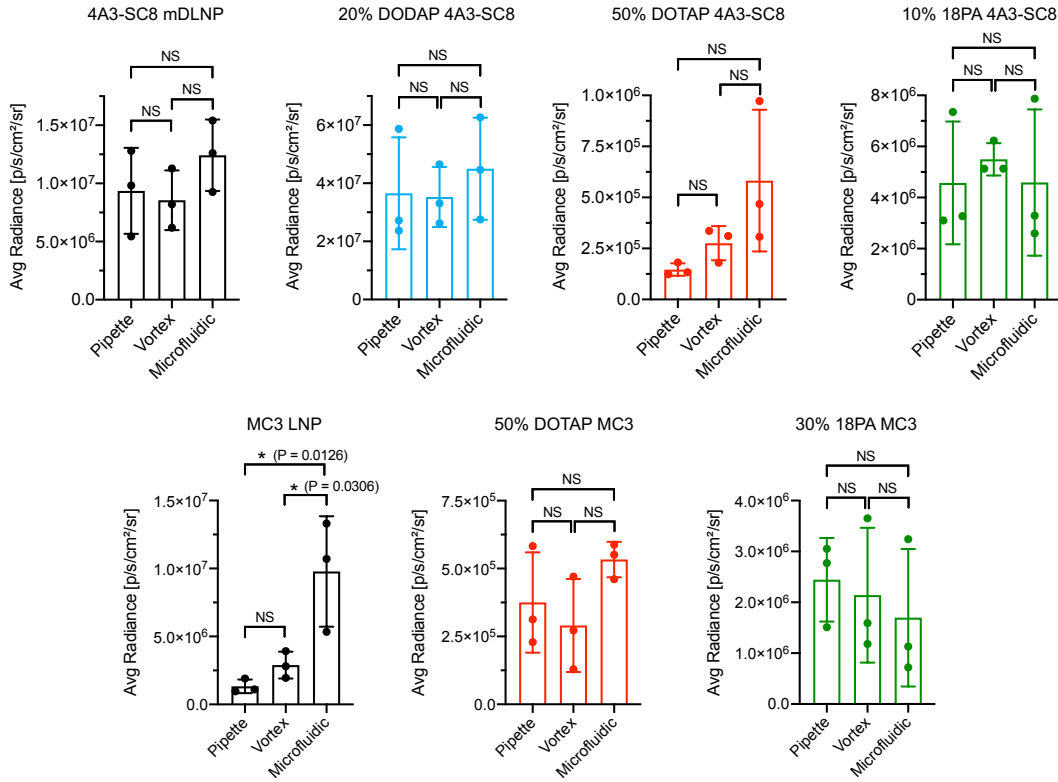 4A3-SC8 mDLNP
NS
NS
NS
Avg Radiance [p/s/cm²/sr]
1.5×10⁷
1.0×10⁷
5.0×10⁶
0.0
Pipette
Vortex
Microfluidic
20% DODAP 4A3-SC8
NS
NS
NS
Avg Radiance [p/s/cm²/sr]
6×10⁷
4×10⁷
2×10⁷
0
Pipette
Vortex
Microfluidic
50% DOTAP 4A3-SC8
NS
NS
NS
Avg Radiance [p/s/cm²/sr]
1.0×10⁶
7.5×10⁵
5.0×10⁵
2.5×10⁵
0.0
Pipette
Vortex
Microfluidic
10% 18PA 4A3-SC8
NS
NS
NS
Avg Radiance [p/s/cm²/sr]
8×10⁶
6×10⁶
4×10⁶
2×10⁶
0
Pipette
Vortex
Microfluidic
MC3 LNP
* (P = 0.0126)
* (P = 0.0306)
NS
Avg Radiance [p/s/cm²/sr]
1.5×10⁷
1.0×10⁷
5.0×10⁶
0.0
Pipette
Vortex
Microfluidic
50% DOTAP MC3
NS
NS
NS
Avg Radiance [p/s/cm²/sr]
7.5×10⁵
5.0×10⁵
2.5×10⁵
0.0
Pipette
Vortex
Microfluidic
30% 18PA MC3
NS
NS
NS
Avg Radiance [p/s/cm²/sr]
4.0×10⁶
3.0×10⁶
2.0×10⁶
1.0×10⁶
0.0
Pipette
Vortex
Microfluidic